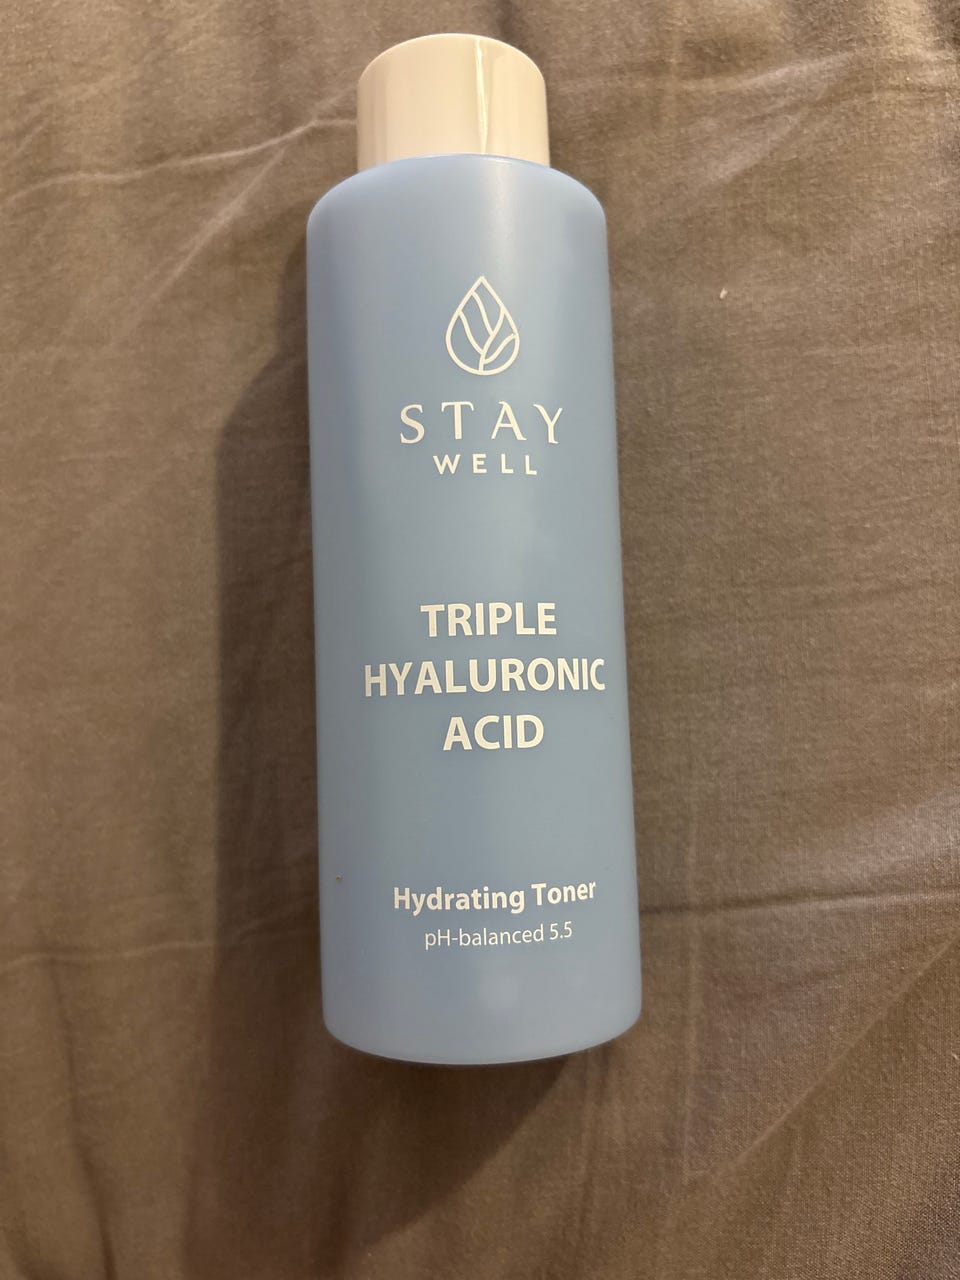 STAY
WELL
TRIPLE
HYALURONIC
ACID
Hydrating Toner
pH-balanced 5.5